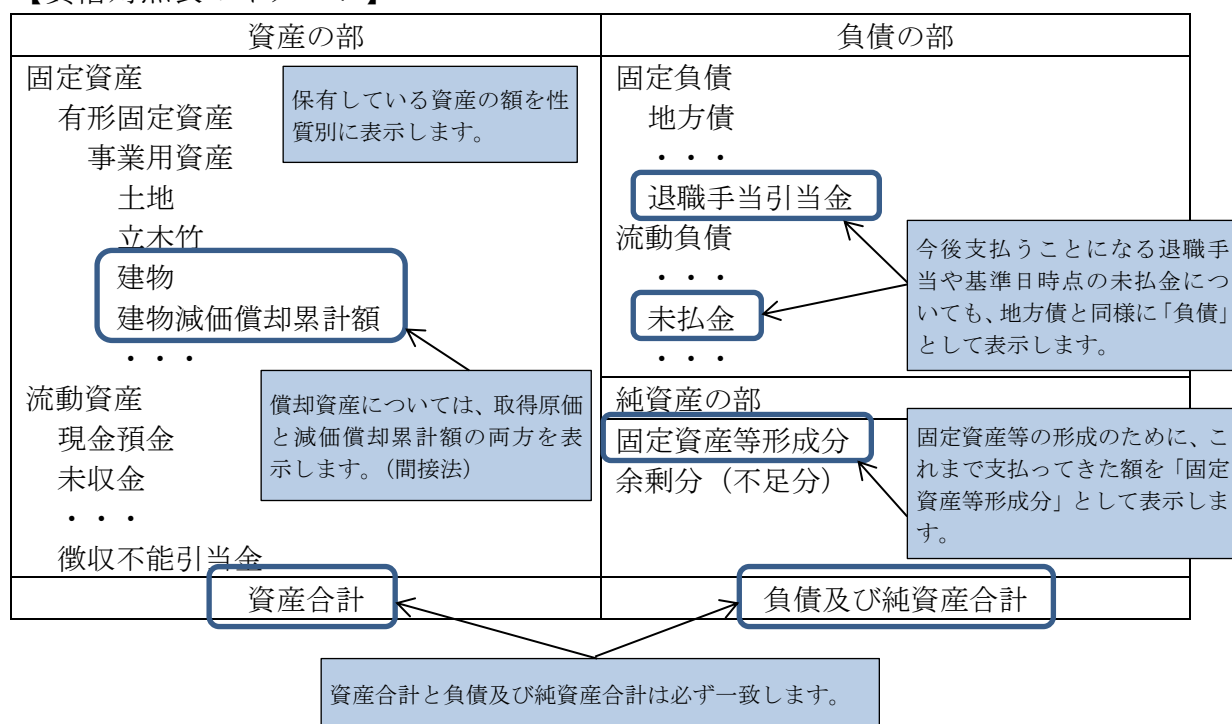 資産の部
固定資産
有形固定資産
事業用資産
土地
立木竹
建物
建物減価償却累計額
・・・
流動資産
現金預金
未収金
・・・
徴収不能引当金
資産合計
保有している資産の額を性
質別に表示します。
償却資産については、取得原価
と減価償却累計額の両方を表
示します。（間接法）
負債の部
固定負債
地方債
・・・
退職手当引当金
流動負債
・・・
未払金
・・・
今後支払うことになる退職手
当や基準日時点の未払金につ
いても、地方債と同様に「負債」
として表示します。
純資産の部
固定資産等形成分
余剰分（不足分）
固定資産等の形成のために、こ
れまで支払ってきた額を「固定
資産等形成分」として表示しま
す。
負債及び純資産合計
資産合計と負債及び純資産合計は必ず一致します。